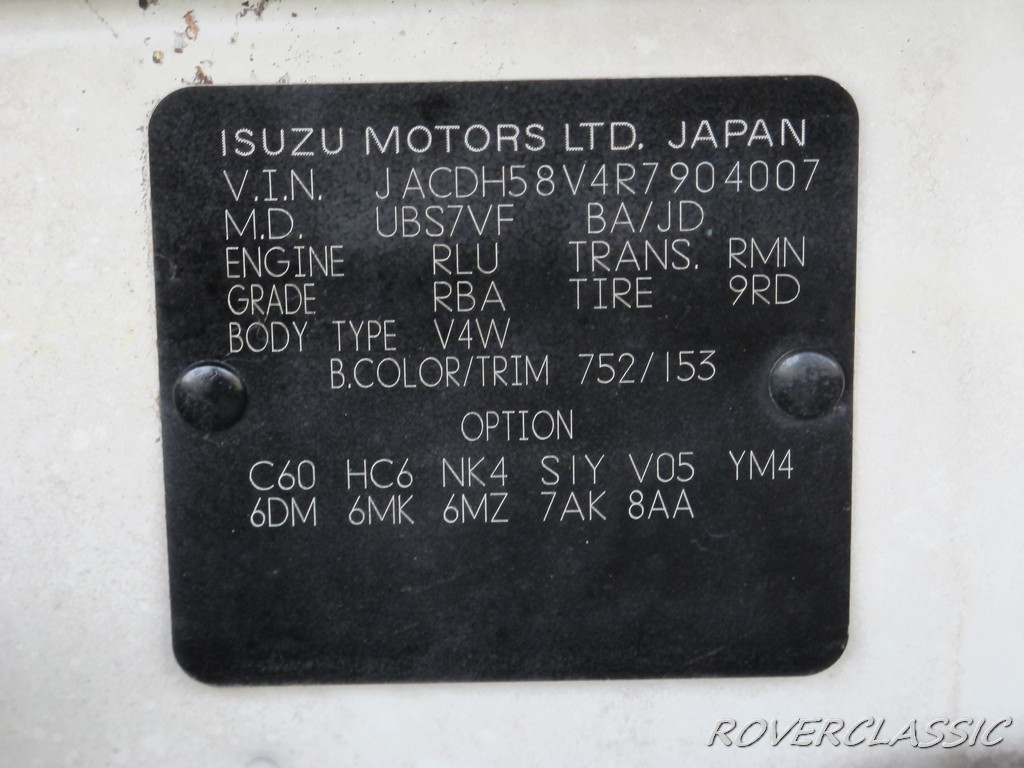 ISUZU MOTORS LTD. JAPAN
V.I.N. JACDH58V4R7904007
M.D. UBS7VF BA/JD
ENGINE RLU TRANS. RMN
GRADE RBA TIRE 9RD
BODY TYPE V4W
B.COLOR/TRIM 752/153
OPTION
C60 HC6 NK4 S1Y V05 YM4
6DM 6MK 6MZ 7AK 8AA
ROVERCLASSIC